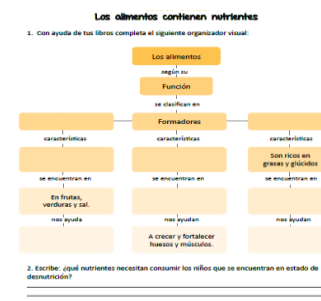 Los alimentos contienen nutrientes
1. Con ayuda de tus libros completa el siguiente organizador visual:
Los alimentos
según su
Función
se clasifican en
Formadores
características
características
características
Son ricos en
grasas y glúcidos
se encuentran en
se encuentran en
se encuentran en
En frutas,
verduras y sal.
nos ayuda
nos ayudan
nos ayudan
A crecer y fortalecer
huesos y músculos.
2. Escribe: ¿qué nutrientes necesitan consumir los niños que se encuentran en estado de
desnutrición?